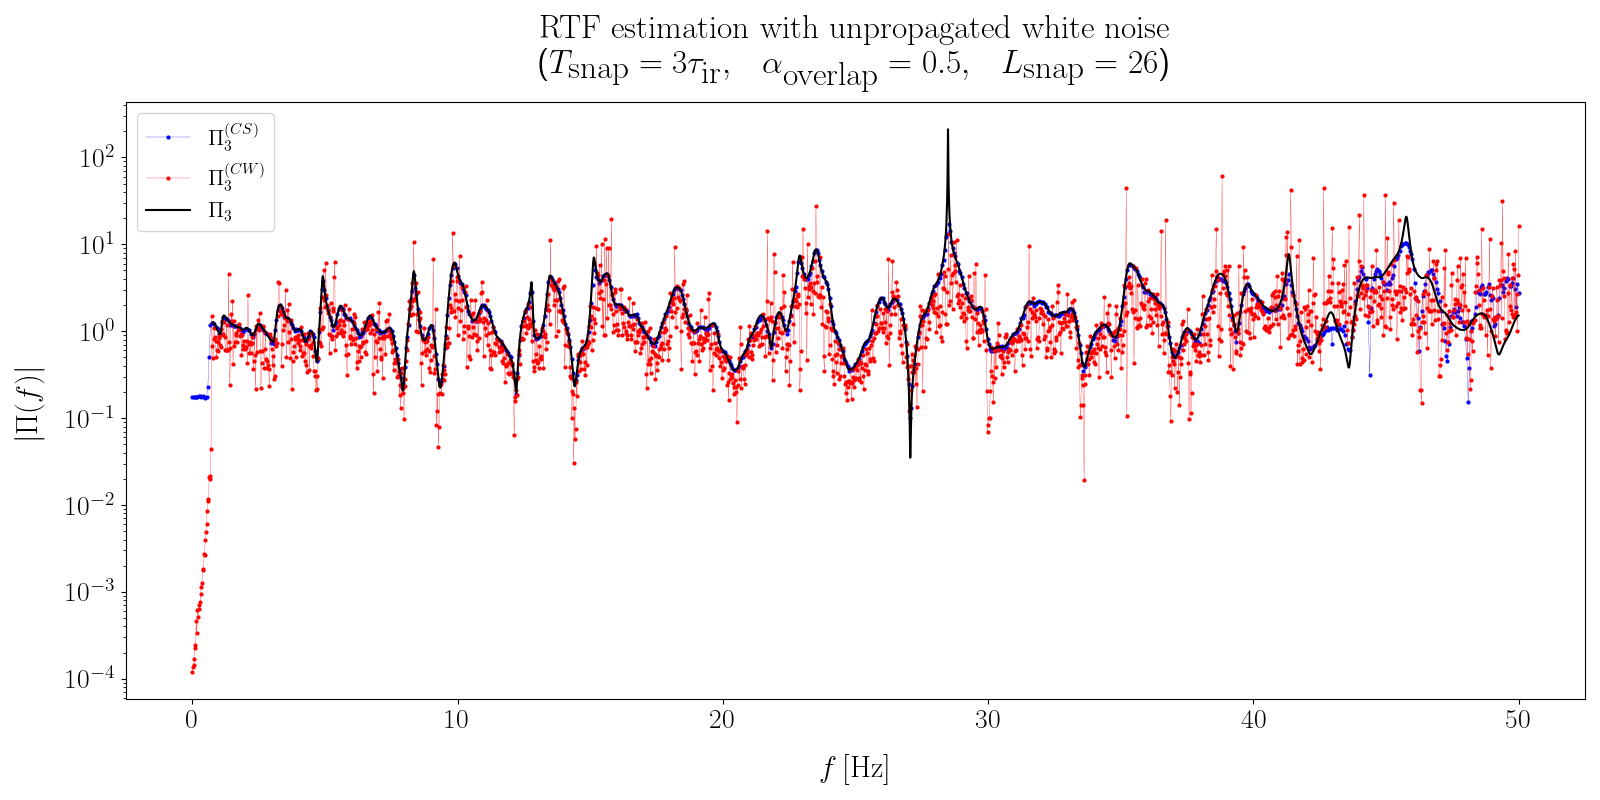 RTF estimation with unpropagated white noise
(T_snap = 3τ_ir, α_overlap = 0.5, L_snap = 26)
Π_3^(CS)
Π_3^(CW)
Π_3
|Π(f)|
10^2
10^1
10^0
10^−1
10^−2
10^−3
10^−4
0 10 20 30 40 50
f [Hz]